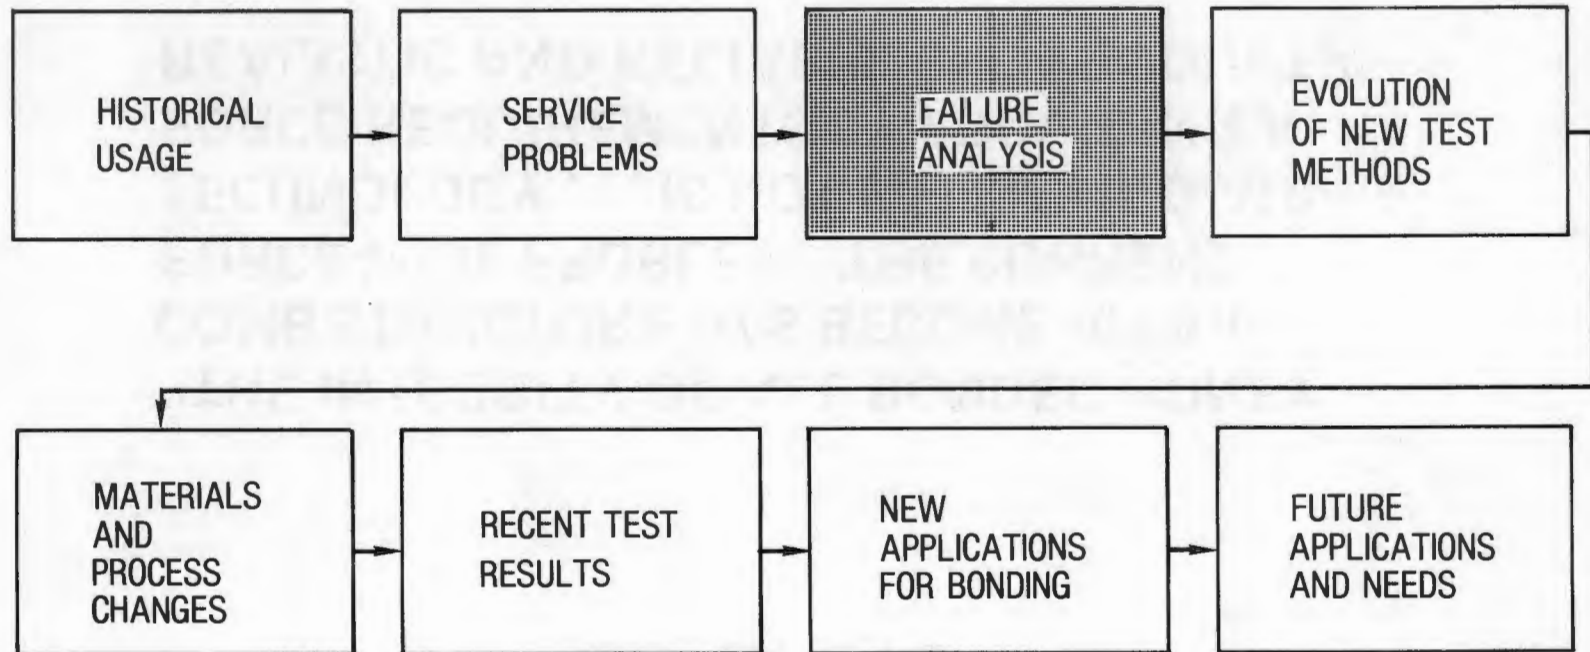 HISTORICAL
USAGE
SERVICE
PROBLEMS
FAILURE
ANALYSIS
EVOLUTION
OF NEW TEST
METHODS
MATERIALS
AND
PROCESS
CHANGES
RECENT TEST
RESULTS
NEW
APPLICATIONS
FOR BONDING
FUTURE
APPLICATIONS
AND NEEDS